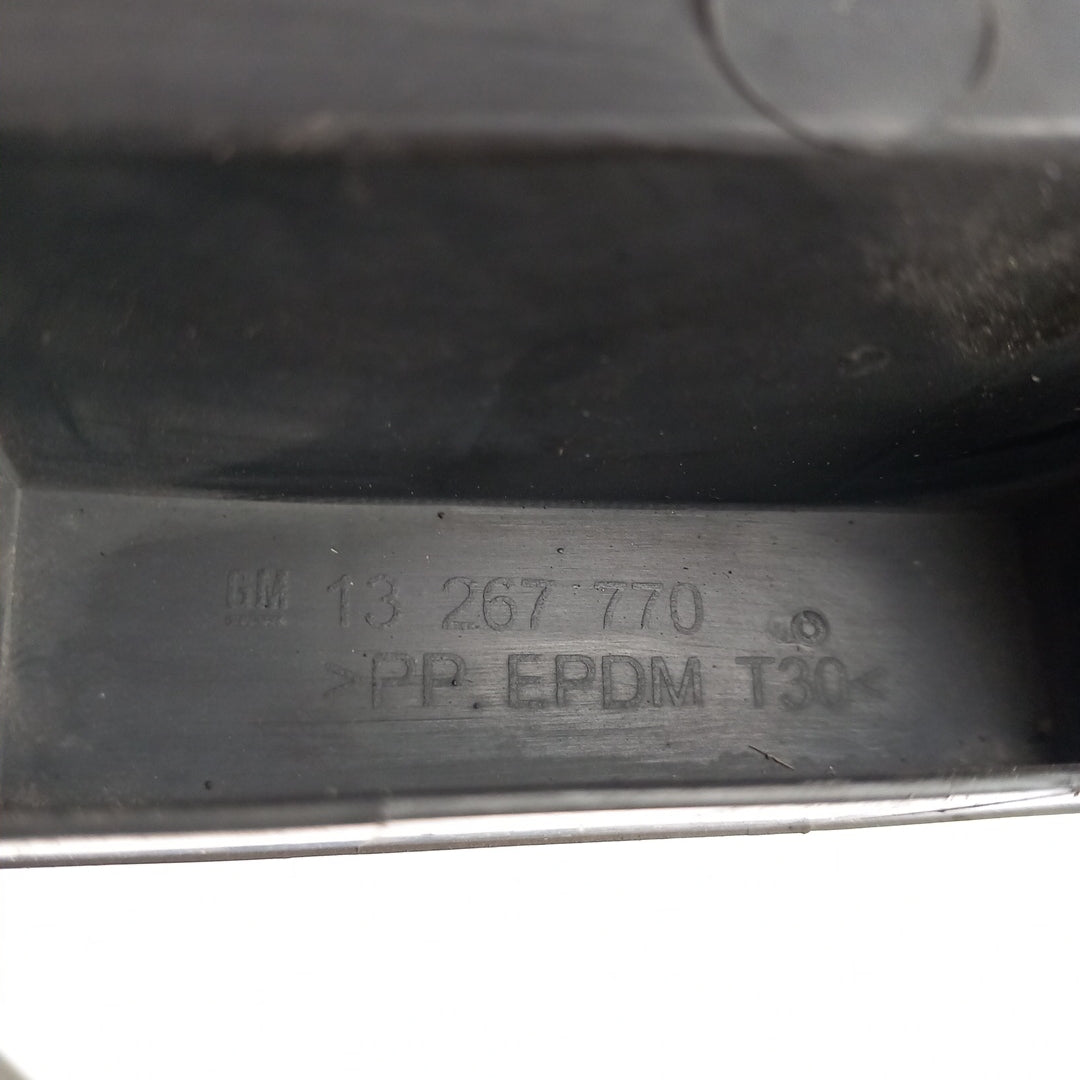 GM 13 267 770
>PP EPDM T30<